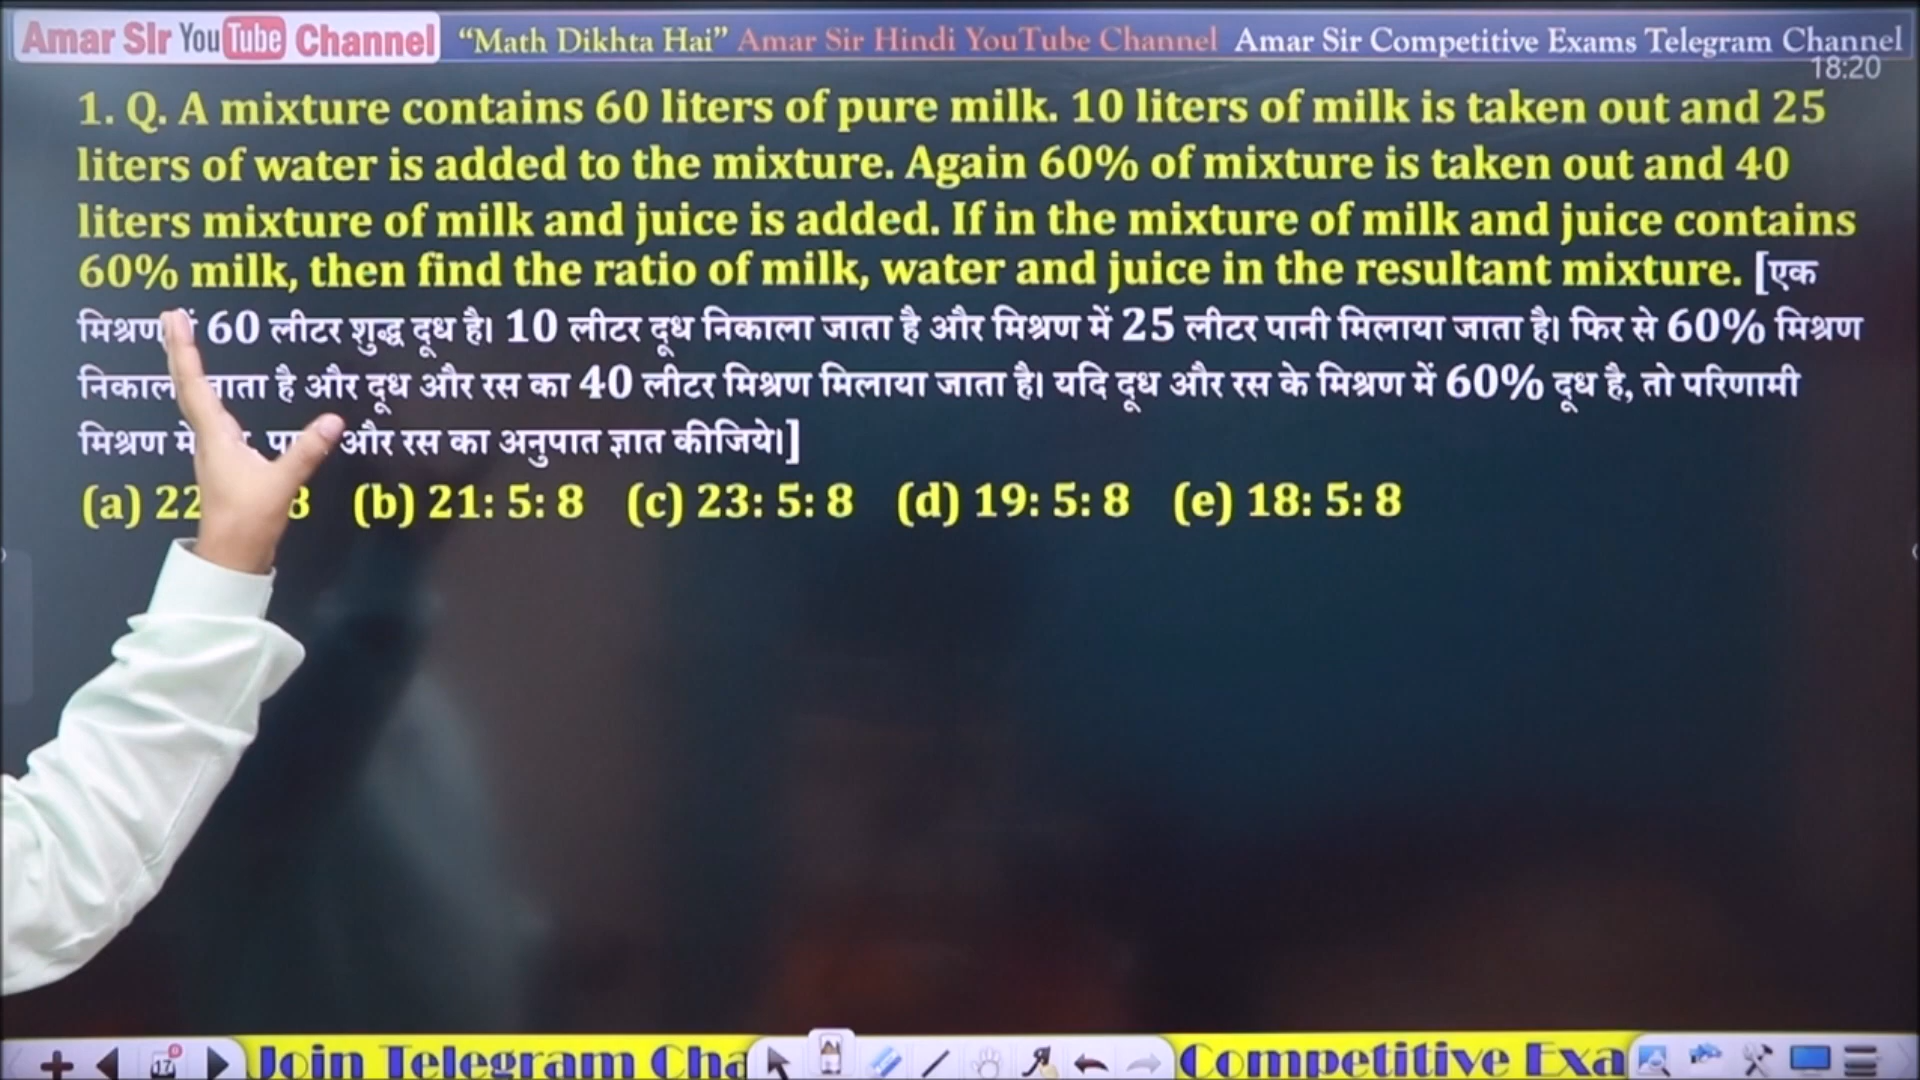 Amar Sir YouTube Channel "Math Dikhta Hai" Amar Sir Hindi YouTube Channel Amar Sir Competitive Exams Telegram Channel
18:20
1. Q. A mixture contains 60 liters of pure milk. 10 liters of milk is taken out and 25
liters of water is added to the mixture. Again 60% of mixture is taken out and 40
liters mixture of milk and juice is added. If in the mixture of milk and juice contains
60% milk, then find the ratio of milk, water and juice in the resultant mixture. [एक
मिश्रण 60 लीटर शुद्ध दूध है। 10 लीटर दूध निकाला जाता है और मिश्रण में 25 लीटर पानी मिलाया जाता है। फिर से 60% मिश्रण
है और दूध और रस का 40 लीटर मिश्रण मिलाया जाता है। यदि दूध और रस के मिश्रण में 60% दूध है, तो परिणामी
मिश्रण और रस का अनुपात ज्ञात कीजिये।]
(a) 22 8 (b) 21: 5: 8 (c) 23: 5: 8 (d) 19: 5: 8 (e) 18: 5: 8
Join Telegram Competitive
17